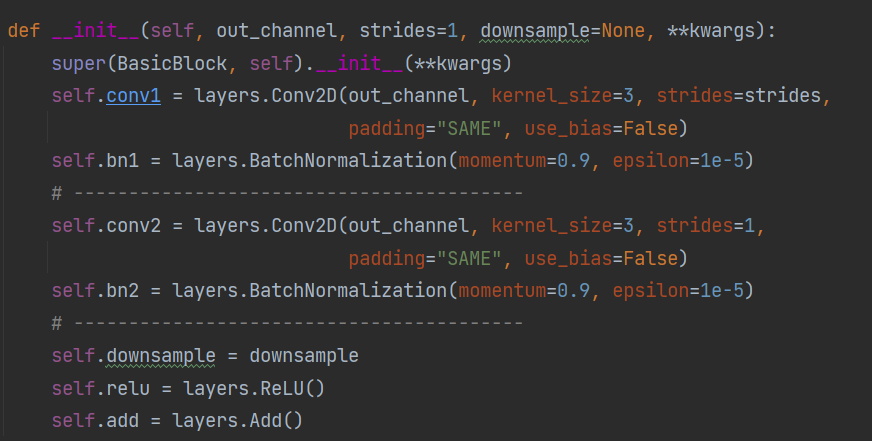 def __init__(self, out_channel, strides=1, downsample=None, **kwargs):
    super(BasicBlock, self).__init__(**kwargs)
    self.conv1 = layers.Conv2D(out_channel, kernel_size=3, strides=strides,
                               padding="SAME", use_bias=False)
    self.bn1 = layers.BatchNormalization(momentum=0.9, epsilon=1e-5)
    # -----------------------------------------
    self.conv2 = layers.Conv2D(out_channel, kernel_size=3, strides=1,
                               padding="SAME", use_bias=False)
    self.bn2 = layers.BatchNormalization(momentum=0.9, epsilon=1e-5)
    # -----------------------------------------
    self.downsample = downsample
    self.relu = layers.ReLU()
    self.add = layers.Add()